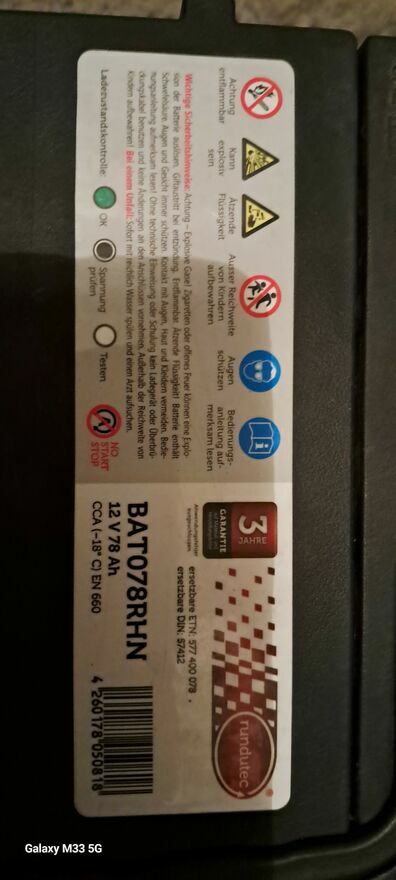 Achtung
entflammbar
Kann
explosiv
sein
Ätzende
Flüssigkeit
Ausser Reichweite
von Kindern
aufbewahren
Augen
schützen
Bedienungs-
anleitung auf-
merksam lesen
Wichtige Sicherheitshinweise: Achtung – Explosive Gase! Zigaretten oder offenes Feuer können eine Explo-
sion der Batterie auslösen. Giftaustritt bei entzündung. Entflammbar. Ätzende Flüssigkeit! Batterie enthält
Schwefelsäure. Augen und Gesicht immer schützen. Kontakt mit Augen, Haut und Kleidern vermeiden. Bedie-
nungsanleitung aufmerksam lesen! Ohne technische Einweisung oder Schulung kein Ladegerät oder Überbrü-
ckungskabel benutzen und keine Änderungen an den Anschlüssen vornehmen. Außerhalb der Reichweite von
Kindern aufbewahren! Bei einem Unfall: Sofort mit reichlich Wasser spülen und einen Arzt aufsuchen.
Ladezustandskontrolle:
OK
Spannung
prüfen
Testen
NO
START
STOP
3
JAHRE
GARANTIE
rundutec
®
ersetzbare ETN: 577 400 078
ersetzbare DIN: 57412
BAT078RHN
12 V 78 Ah
CCA (–18° C) EN 660
4 260178 050818
Galaxy M33 5G